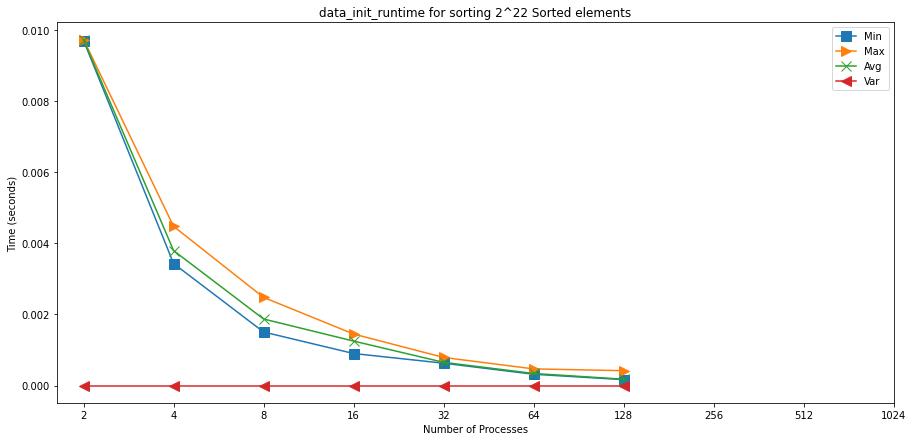 data_init_runtime for sorting 2^22 Sorted elements
Min
Max
Avg
Var
0.010
0.008
0.006
0.004
0.002
0.000
Time (seconds)
2 4 8 16 32 64 128 256 512 1024
Number of Processes